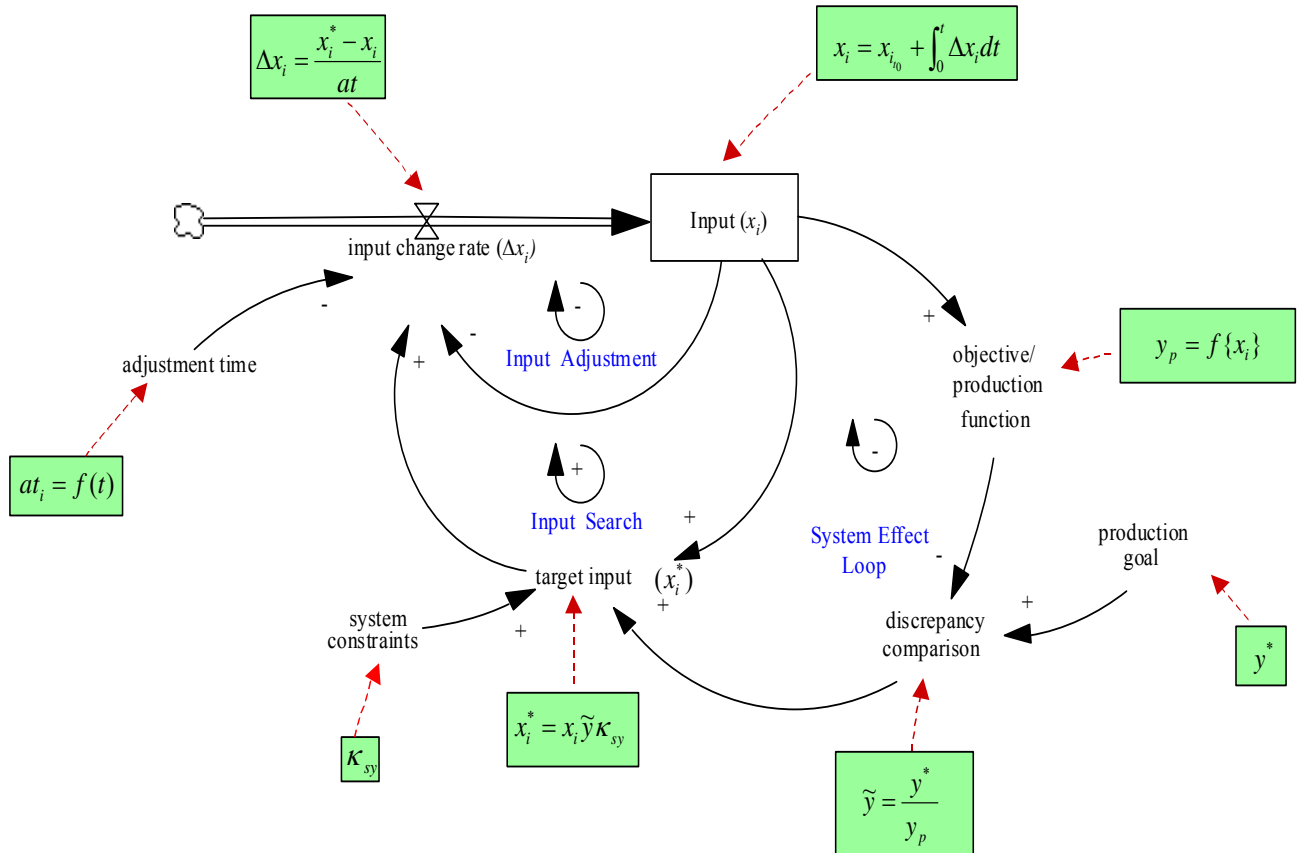 Δx_i = (x_i^* − x_i) / at
x_i = x_{i_{t_0}} + ∫_0^t Δx_i dt
Input (x_i)
input change rate (Δx_i)
-
-
Input Adjustment
-
+
adjustment time
+
objective/
production
function
y_p = f{x_i}
at_i = f(t)
+
Input Search
-
System Effect
Loop
+
-
production
goal
target input (x_i^*)
+
+
system
constraints
+
discrepancy
comparison
y^*
κ_sy
x_i^* = x_i ỹ κ_sy
ỹ = y^* / y_p